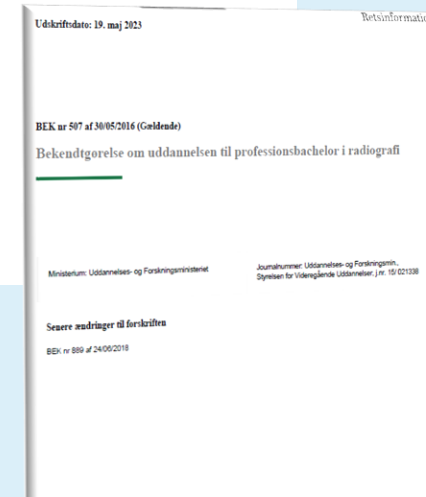 Udskriftsdato: 19. maj 2023
Retsinformatio
BEK nr 507 af 30/05/2016 (Gældende)
Bekendtgørelse om uddannelsen til professionsbachelor i radiografi
Ministerium: Uddannelses- og Forskningsministeriet
Journalnummer: Uddannelses- og Forskningsmin.,
Styrelsen for Videregående Uddannelser, j.nr. 15/021338
Senere ændringer til forskriften
BEK nr 889 af 24/06/2018